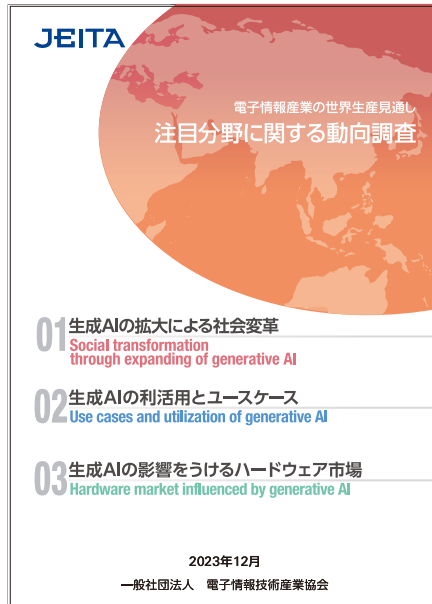 JEITA
電子情報産業の世界生産見通し
注目分野に関する動向調査
01
生成AIの拡大による社会変革
Social transformation
through expanding of generative AI
02
生成AIの利活用とユースケース
Use cases and utilization of generative AI
03
生成AIの影響をうけるハードウェア市場
Hardware market influenced by generative AI
2023年12月
一般社団法人　電子情報技術産業協会